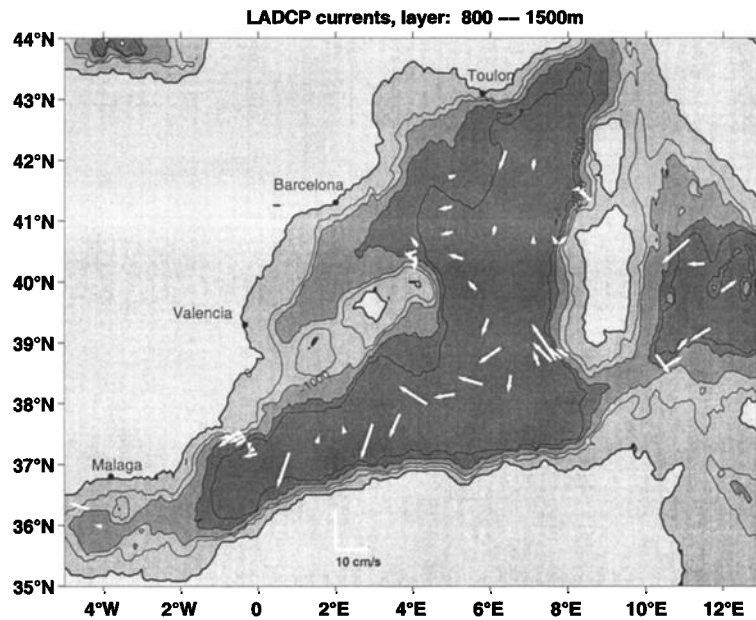 LADCP currents, layer: 800 –– 1500m
44°N
Toulon
43°N
42°N
Barcelona
41°N
40°N
Valencia
39°N
38°N
37°N
Malaga
36°N
10 cm/s
35°N
4°W 2°W 0 2°E 4°E 6°E 8°E 10°E 12°E